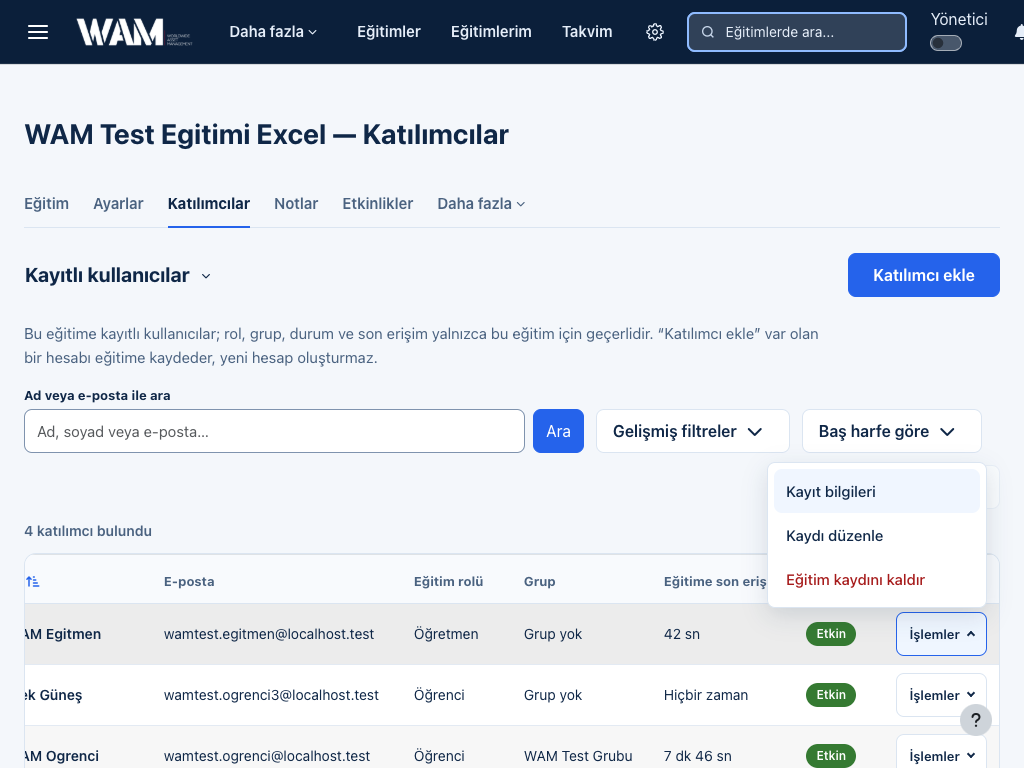 WAM
WORLDWIDE ASSET MANAGEMENT
Daha fazla
Eğitimler
Eğitimlerim
Takvim
Eğitimlerde ara...
Yönetici
WAM Test Egitimi Excel — Katılımcılar
Eğitim
Ayarlar
Katılımcılar
Notlar
Etkinlikler
Daha fazla
Kayıtlı kullanıcılar
Katılımcı ekle
Bu eğitime kayıtlı kullanıcılar; rol, grup, durum ve son erişim yalnızca bu eğitim için geçerlidir. “Katılımcı ekle” var olan
bir hesabı eğitime kaydeder, yeni hesap oluşturmaz.
Ad veya e-posta ile ara
Ad, soyad veya e-posta...
Ara
Gelişmiş filtreler
Baş harfe göre
Kayıt bilgileri
Kaydı düzenle
Eğitim kaydını kaldır
4 katılımcı bulundu
E-posta
Eğitim rolü
Grup
Eğitime son eriş
AM Egitmen
wamtest.egitmen@localhost.test
Öğretmen
Grup yok
42 sn
Etkin
İşlemler
ek Güneş
wamtest.ogrenci3@localhost.test
Öğrenci
Grup yok
Hiçbir zaman
Etkin
İşlemler
?
AM Ogrenci
wamtest.ogrenci@localhost.test
Öğrenci
WAM Test Grubu
7 dk 46 sn
Etkin
İşlemler